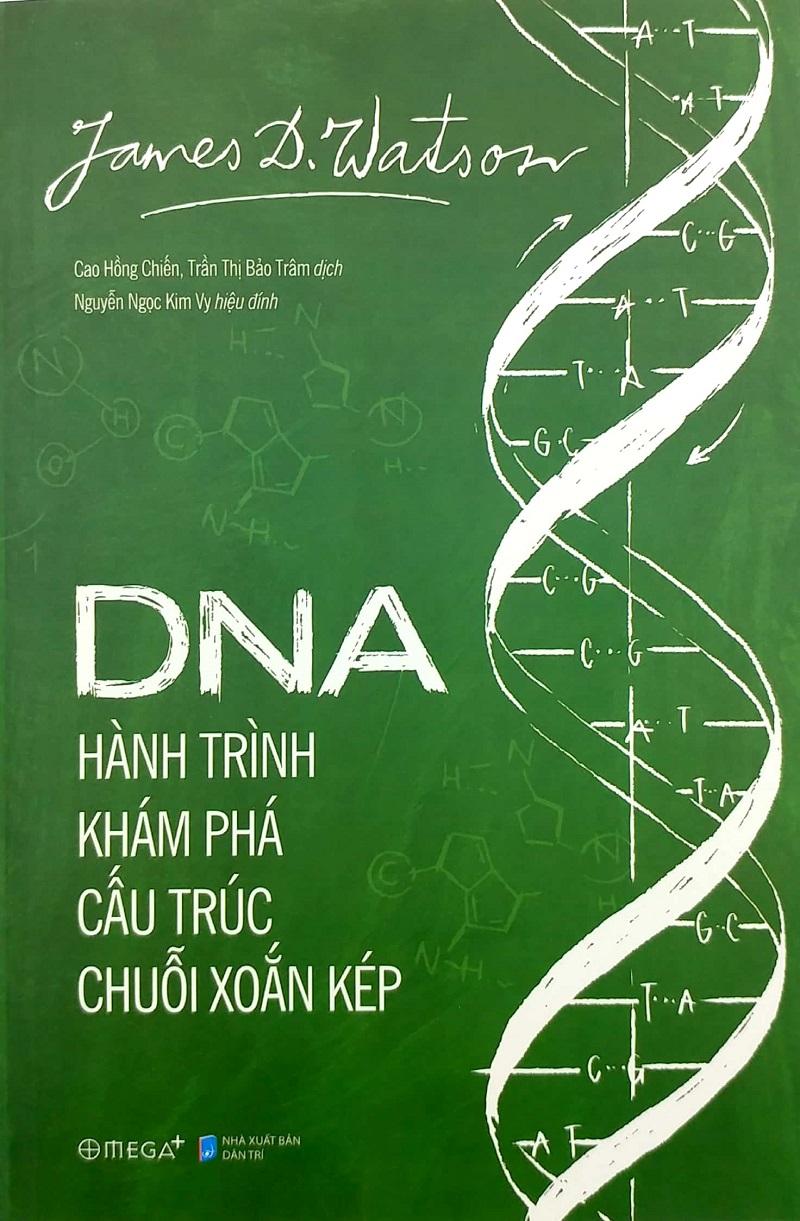 James D. Watson
Cao Hồng Chiến, Trần Thị Bảo Trâm dịch
Nguyễn Ngọc Kim Vy hiệu đính
A T
A T
C G
A T
T A
G C
N
H
O
C
H
N
N
H
N-H
1
C G
C G
DNA
HÀNH TRÌNH
KHÁM PHÁ
CẤU TRÚC
CHUỖI XOẮN KÉP
A T
T A
H
N
C
N
H
N-H
G C
T A
C G
A T
OMEGA+
NHÀ XUẤT BẢN
DÂN TRÍ